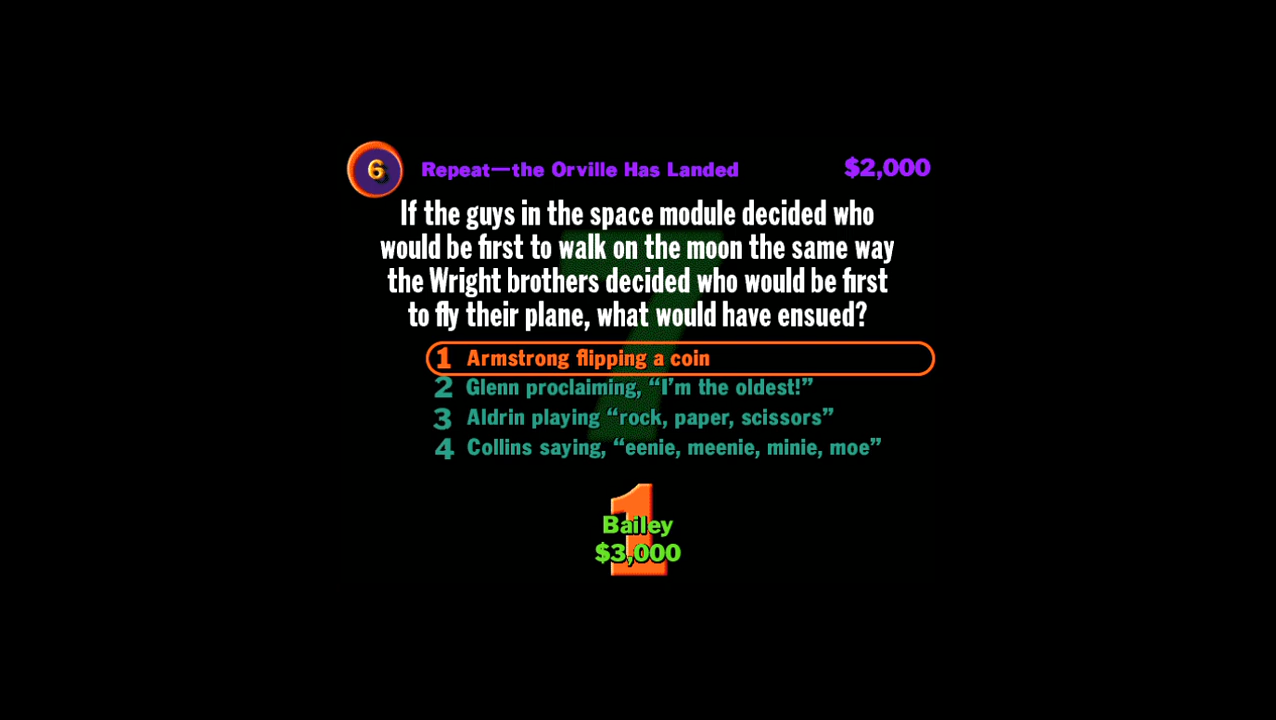 6 Repeat—the Orville Has Landed $2,000
If the guys in the space module decided who
would be first to walk on the moon the same way
the Wright brothers decided who would be first
to fly their plane, what would have ensued?
1 Armstrong flipping a coin
2 Glenn proclaiming, “I’m the oldest!”
3 Aldrin playing “rock, paper, scissors”
4 Collins saying, “eenie, meenie, minie, moe”
7
1
Bailey
$3,000